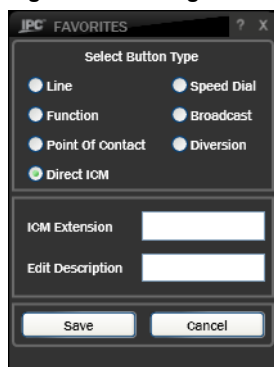 IPC FAVORITES ? X
Select Button Type
Line Speed Dial
Function Broadcast
Point Of Contact Diversion
Direct ICM
ICM Extension
Edit Description
Save Cancel